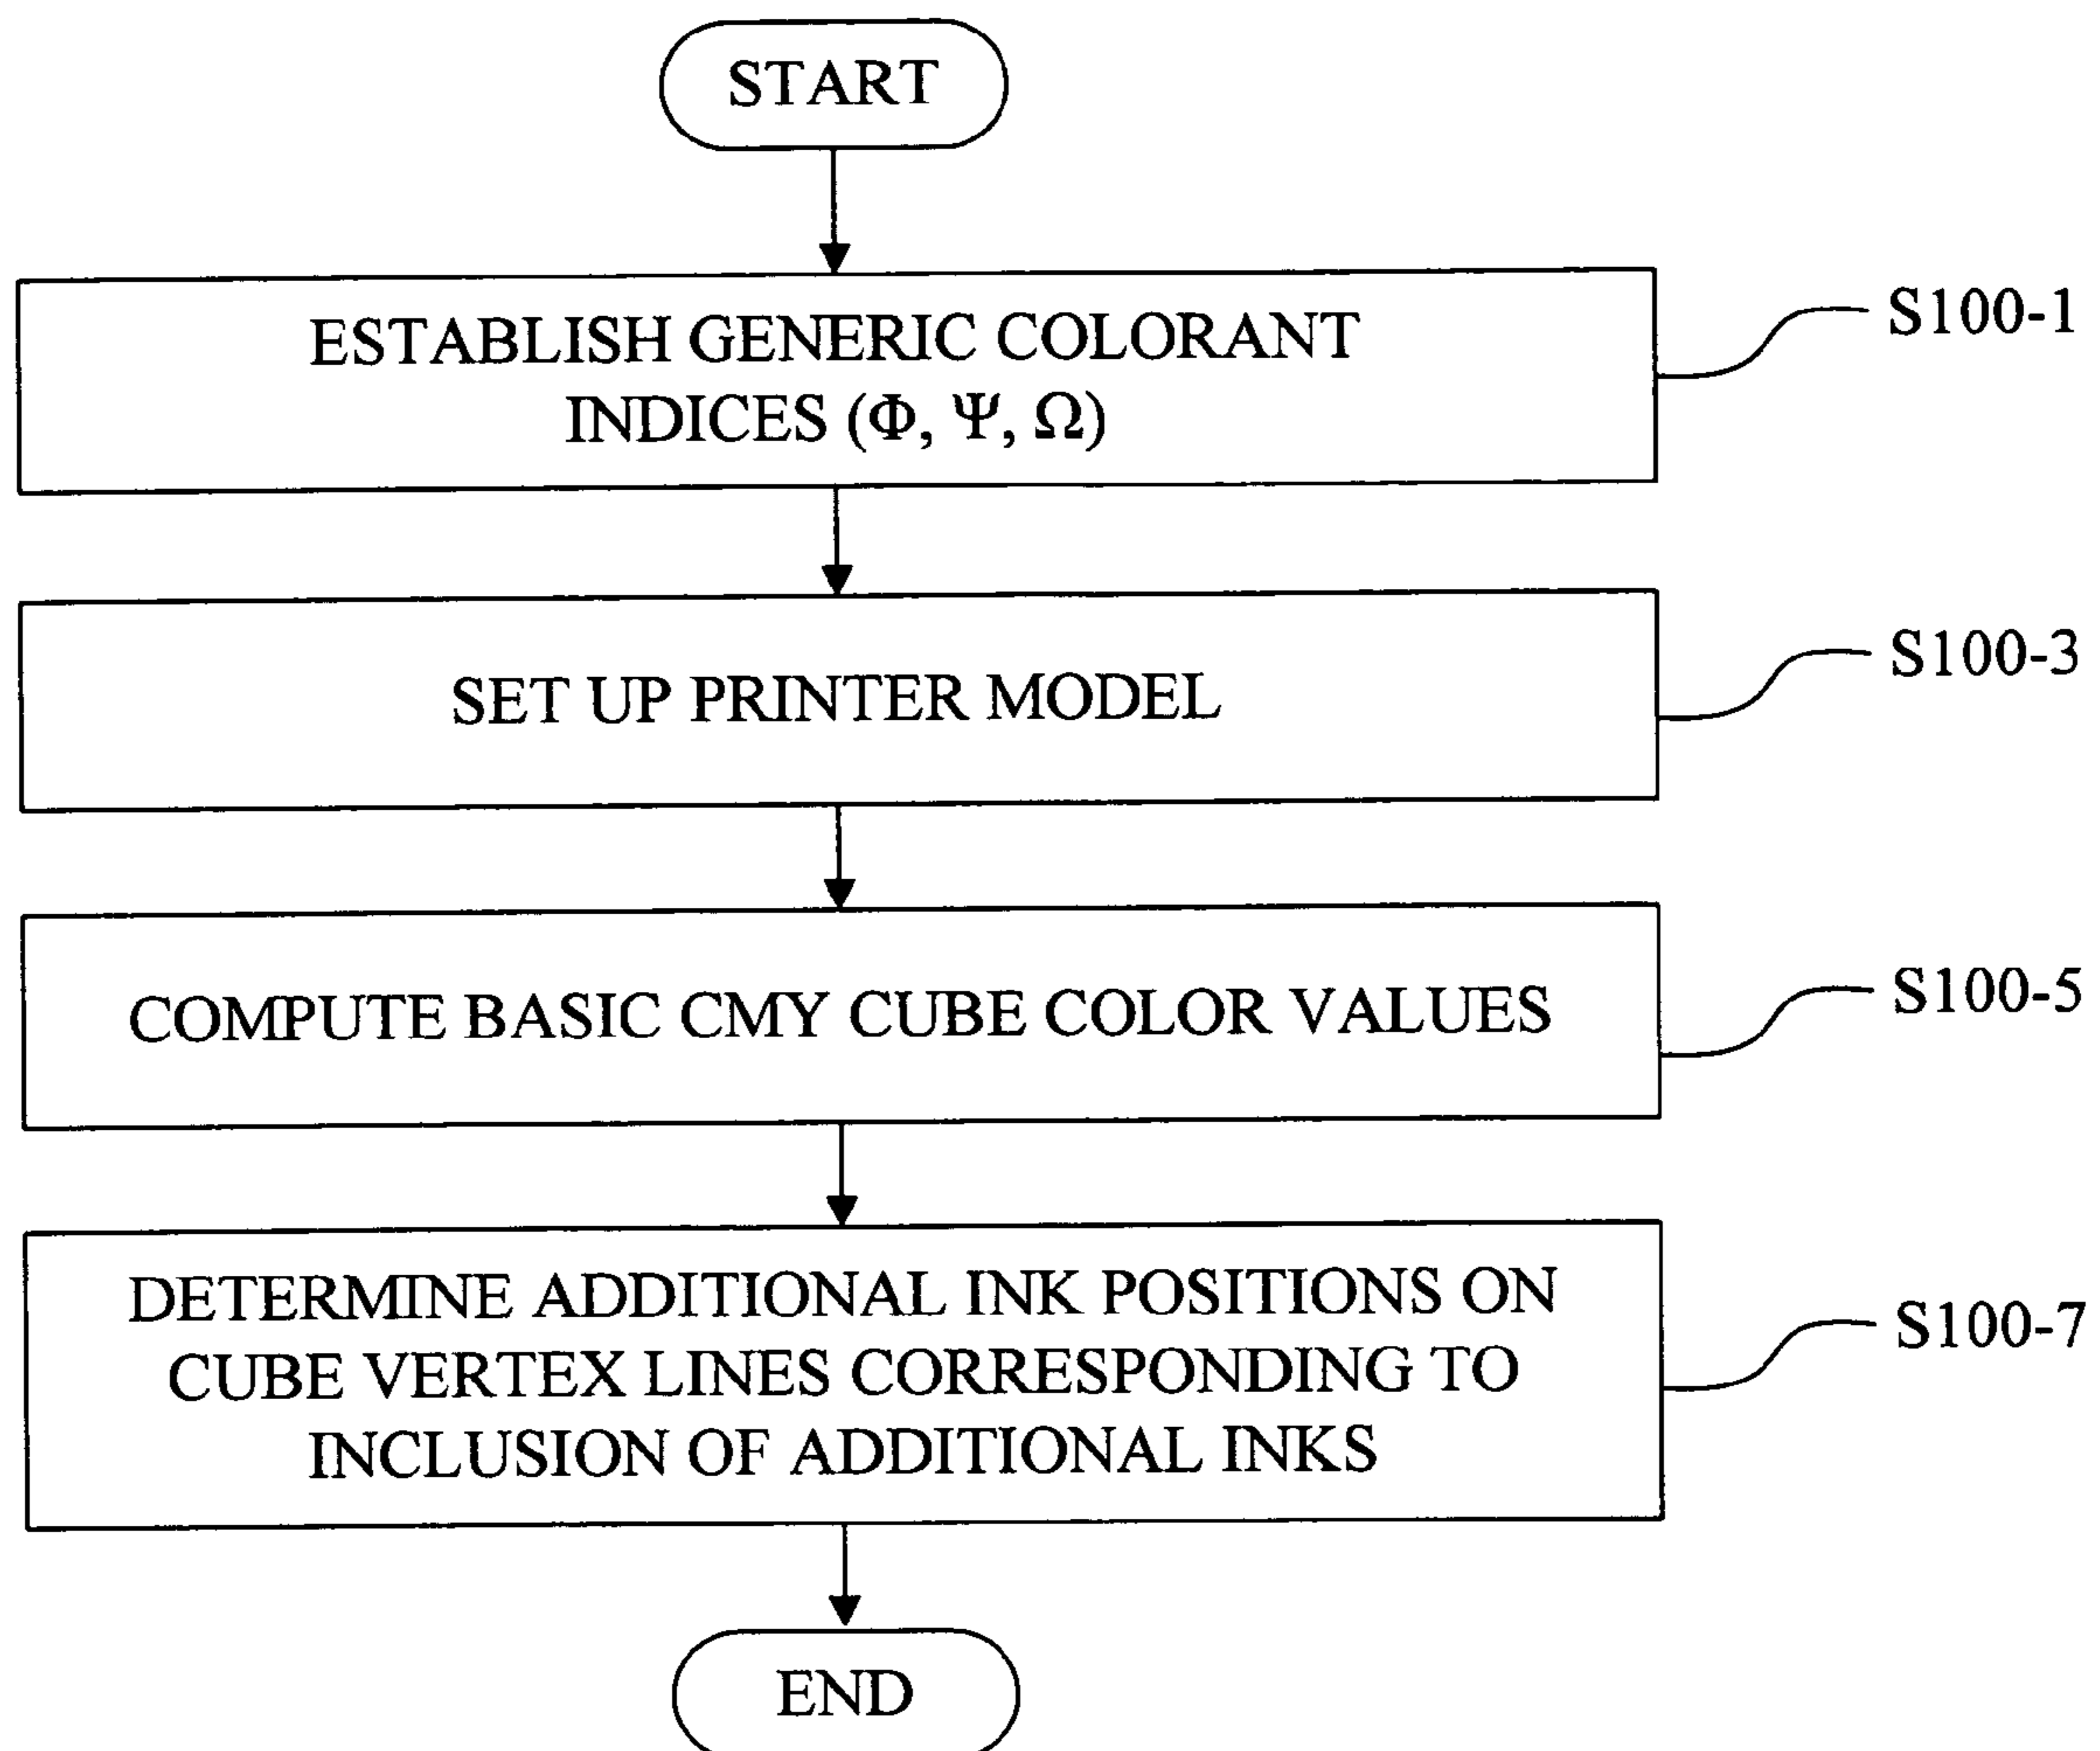 START
ESTABLISH GENERIC COLORANT
INDICES (Φ, Ψ, Ω)
S100-1
SET UP PRINTER MODEL
S100-3
COMPUTE BASIC CMY CUBE COLOR VALUES
S100-5
DETERMINE ADDITIONAL INK POSITIONS ON
CUBE VERTEX LINES CORRESPONDING TO
INCLUSION OF ADDITIONAL INKS
S100-7
END